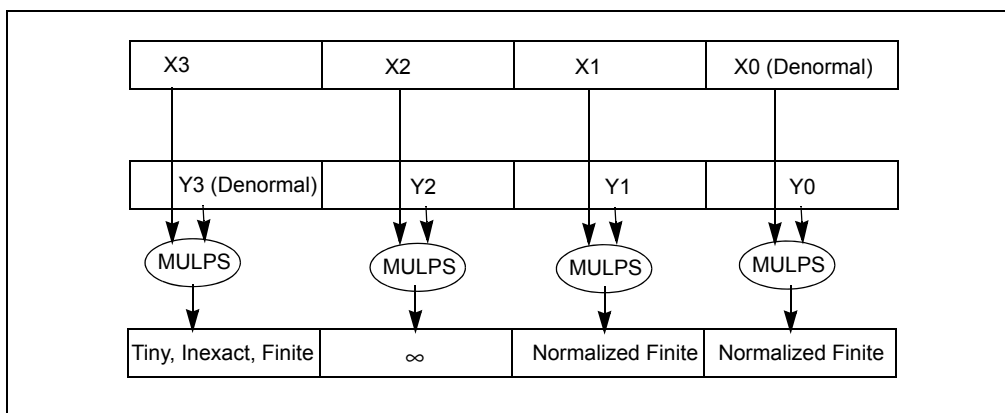 X3 X2 X1 X0 (Denormal)
Y3 (Denormal) Y2 Y1 Y0
MULPS MULPS MULPS MULPS
Tiny, Inexact, Finite ∞ Normalized Finite Normalized Finite